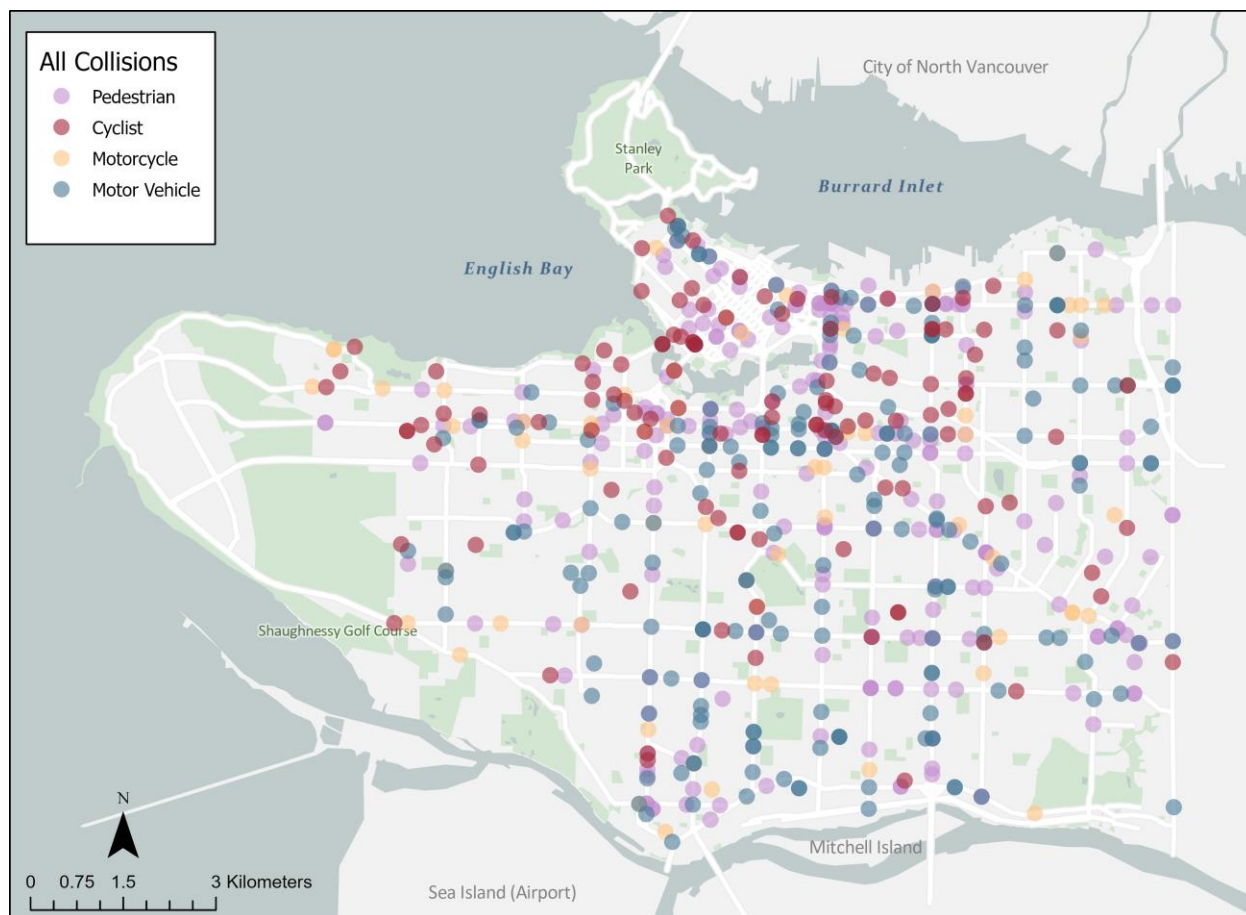 All Collisions
Pedestrian
Cyclist
Motorcycle
Motor Vehicle
City of North Vancouver
Stanley
Park
Burrard Inlet
English Bay
Shaughnessy Golf Course
N
Mitchell Island
0 0.75 1.5 3 Kilometers
Sea Island (Airport)